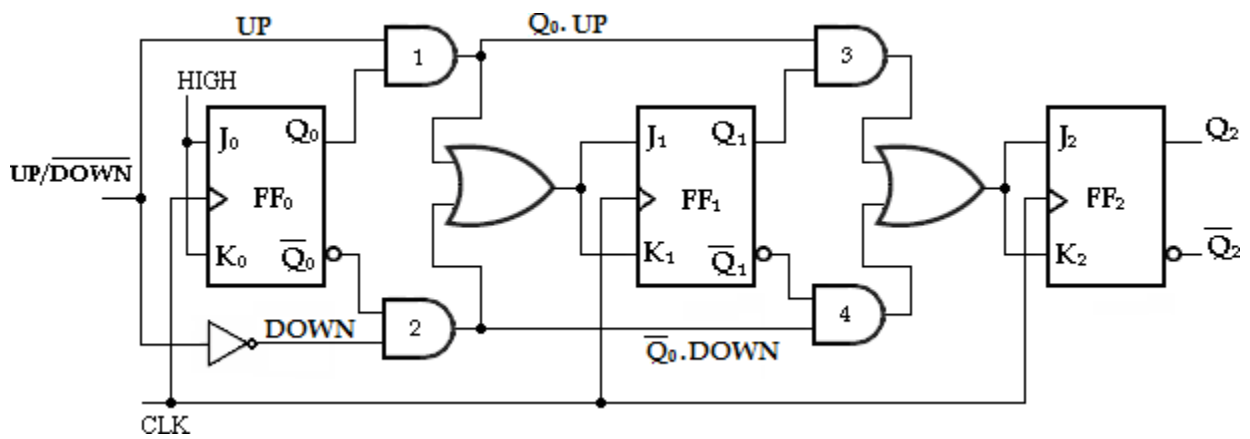 UP
Q₀. UP
1
3
HIGH
J₀
Q₀
J₁
Q₁
J₂
Q₂
UP/D̅O̅W̅N̅
FF₀
FF₁
FF₂
K₀
Q̅₀
K₁
Q̅₁
K₂
Q̅₂
2
4
DOWN
Q̅₀.DOWN
CLK